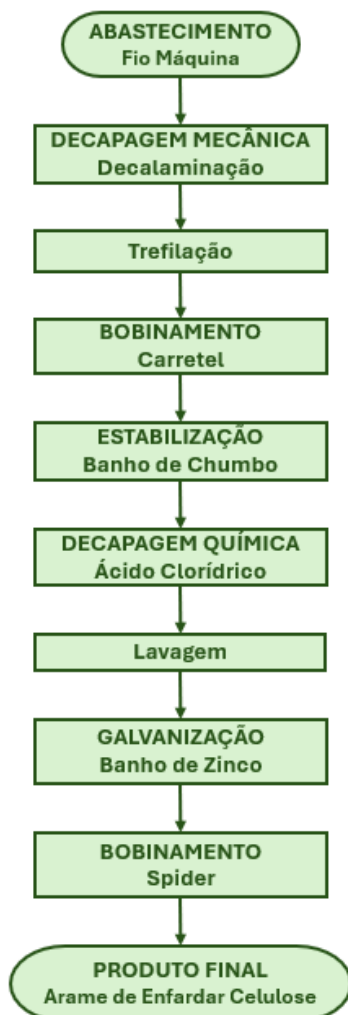 ABASTECIMENTO
Fio Máquina
DECAPAGEM MECÂNICA
Decalaminação
Trefilação
BOBINAMENTO
Carretel
ESTABILIZAÇÃO
Banho de Chumbo
DECAPAGEM QUÍMICA
Ácido Clorídrico
Lavagem
GALVANIZAÇÃO
Banho de Zinco
BOBINAMENTO
Spider
PRODUTO FINAL
Arame de Enfardar Celulose